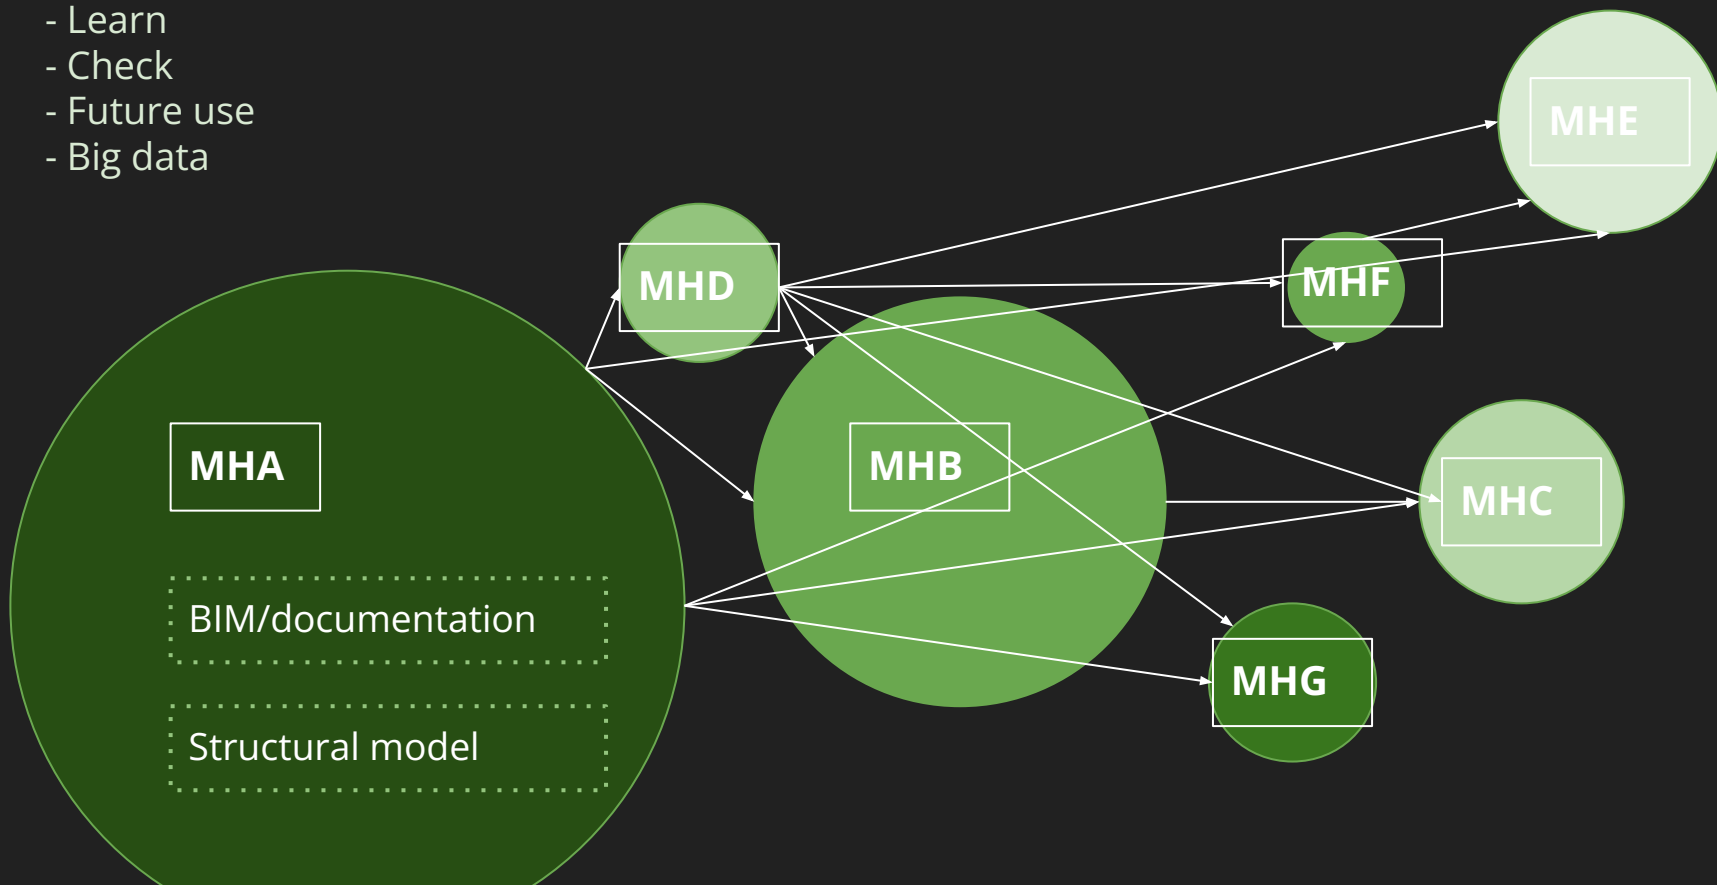 - Learn
- Check
- Future use
- Big data
MHE
MHD
MHF
MHA
MHB
MHC
BIM/documentation
MHG
Structural model